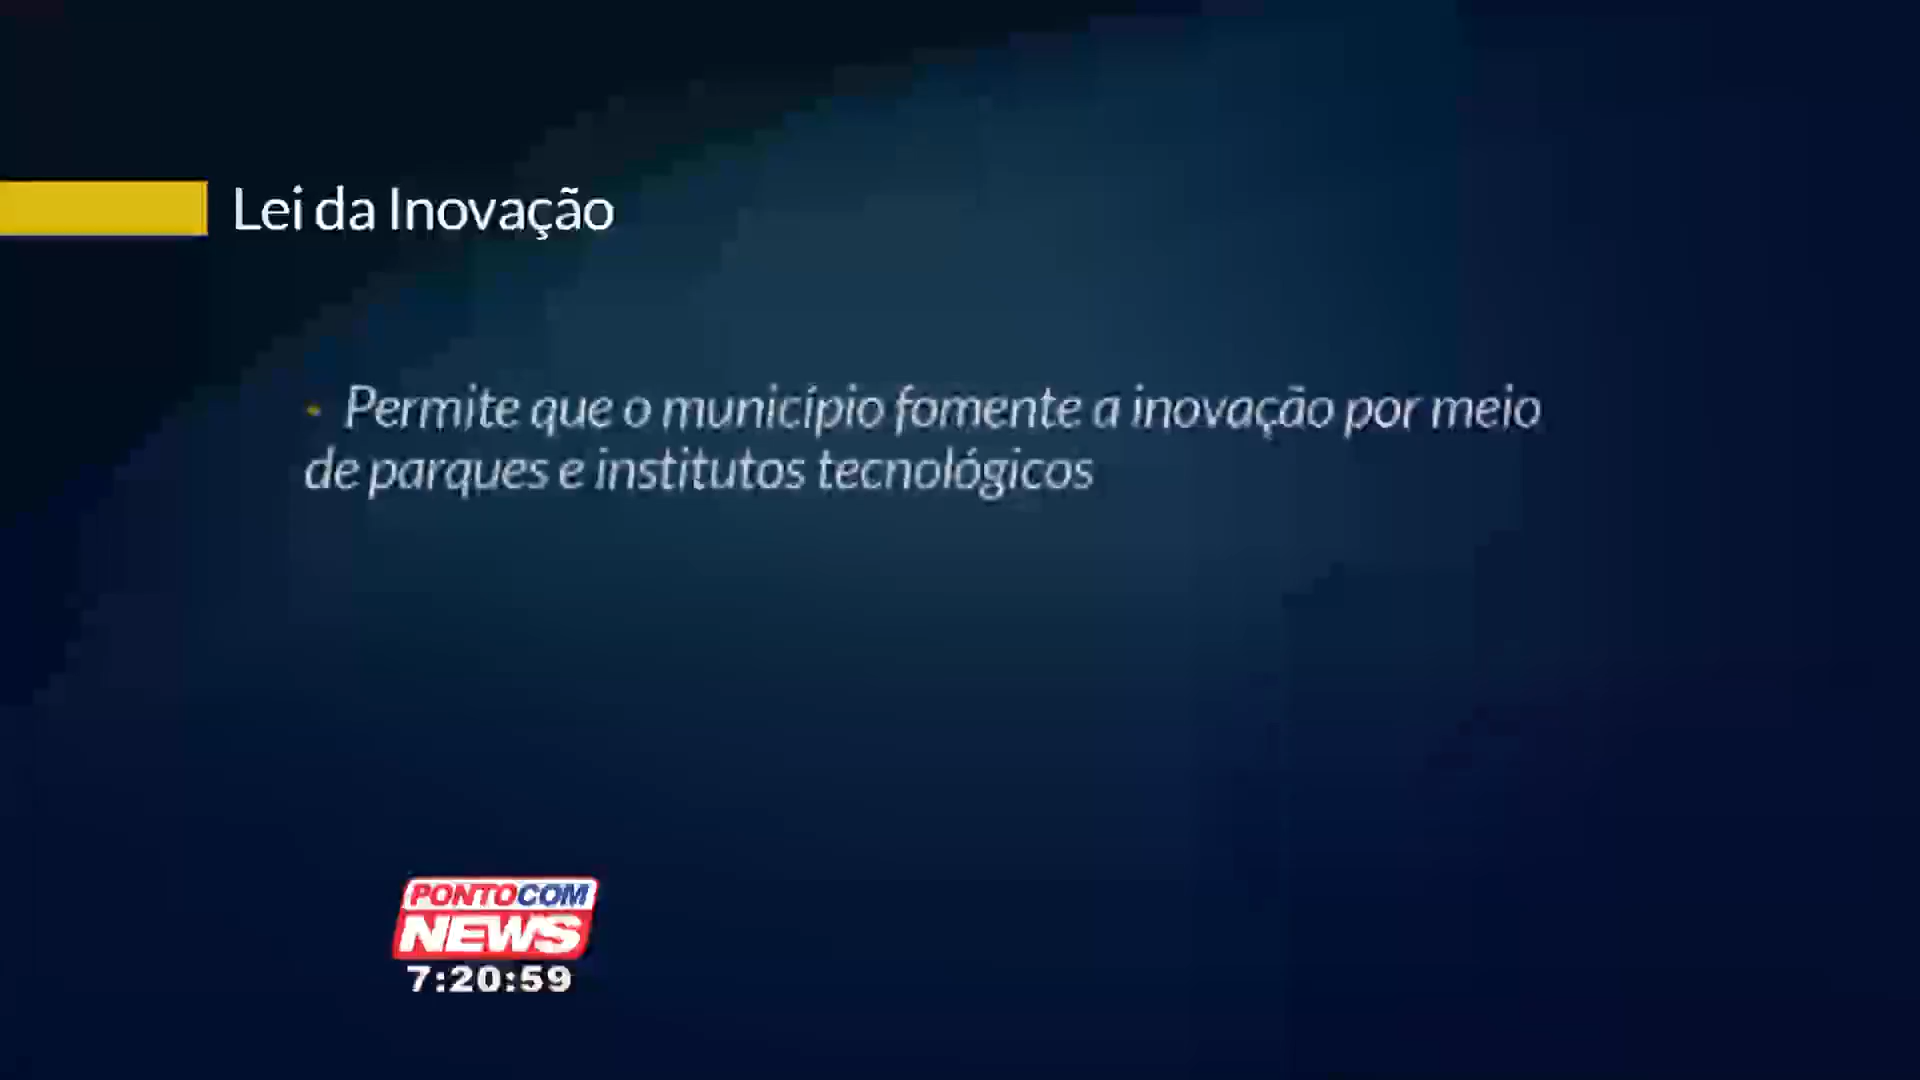 Lei da Inovação
- Permite que o município fomente a inovação por meio
de parques e institutos tecnológicos
PONTOCOM
NEWS
7:20:59